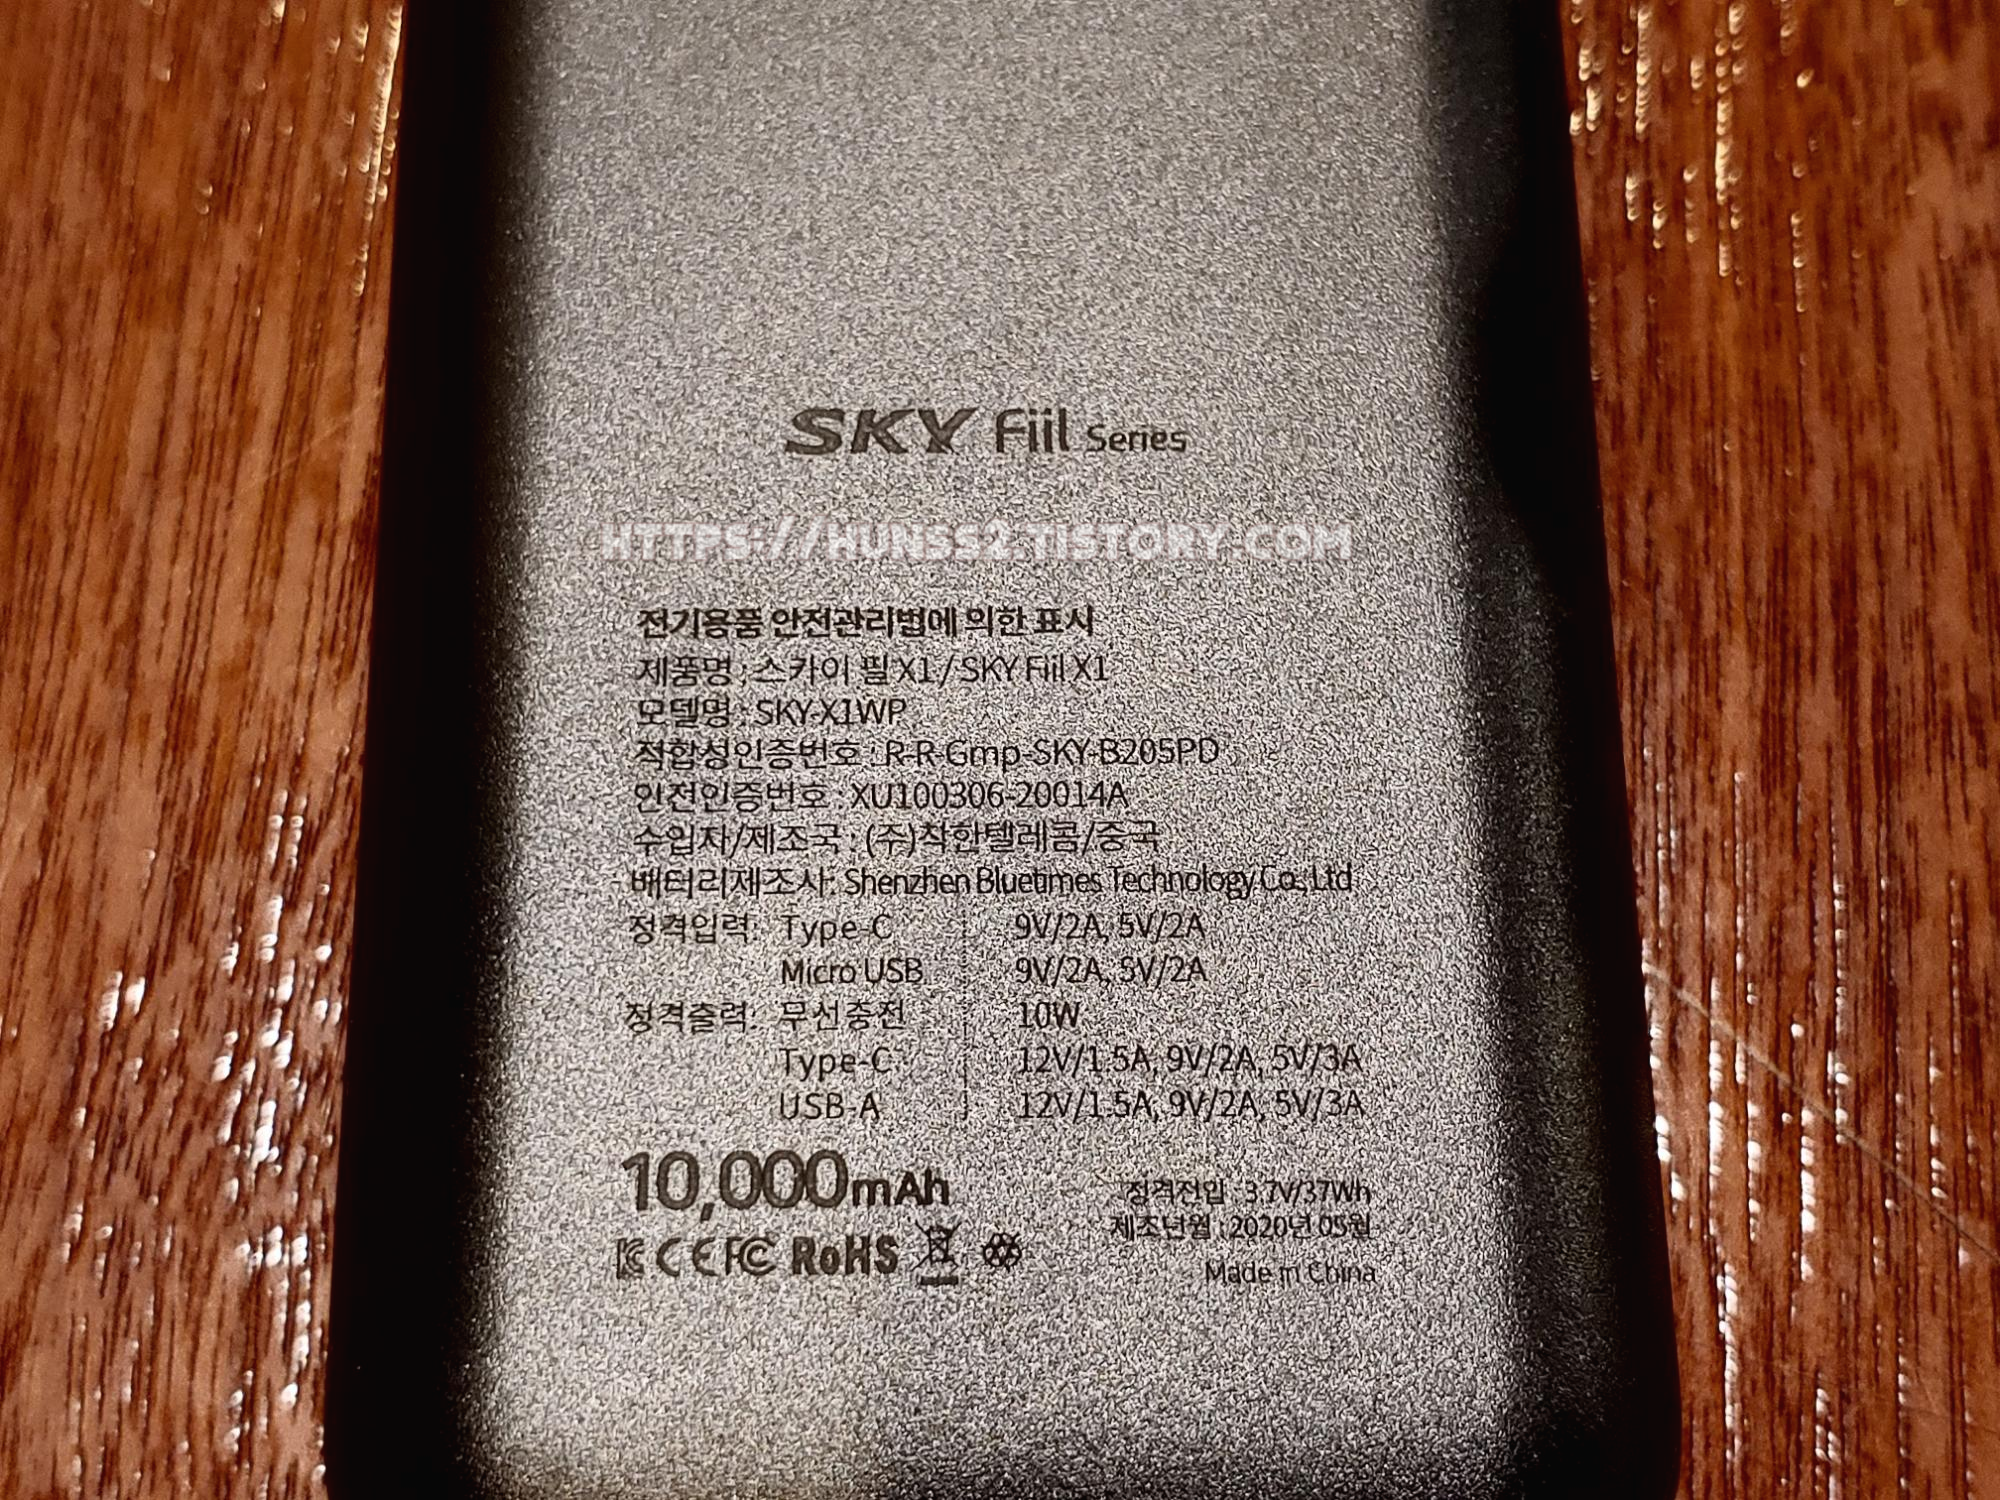 SKY Fiil Series
HTTPS://HUNSS2.TISTORY.COM
전기용품 안전관리법에 의한 표시
제품명 : 스카이 필 X1 / SKY Fiil X1
모델명 : SKY-X1WP
적합성인증번호 : R-R-Gmp-SKY-B205PD
인전인증번호 : XU100306-20014A
수입자/제조국 : (주)착한텔레콤/중국
배터리제조사: Shenzhen Bluetimes Technology Co., Ltd
정격입력: Type-C : 9V/2A, 5V/2A
Micro USB : 9V/2A, 5V/2A
정격출력: 무선충전 : 10W
Type-C : 12V/1.5A, 9V/2A, 5V/3A
USB-A : 12V/1.5A, 9V/2A, 5V/3A
10,000mAh
정격전압 : 3.7V/37Wh
제조년월 : 2020년 05월
CE FC RoHS
Made in China